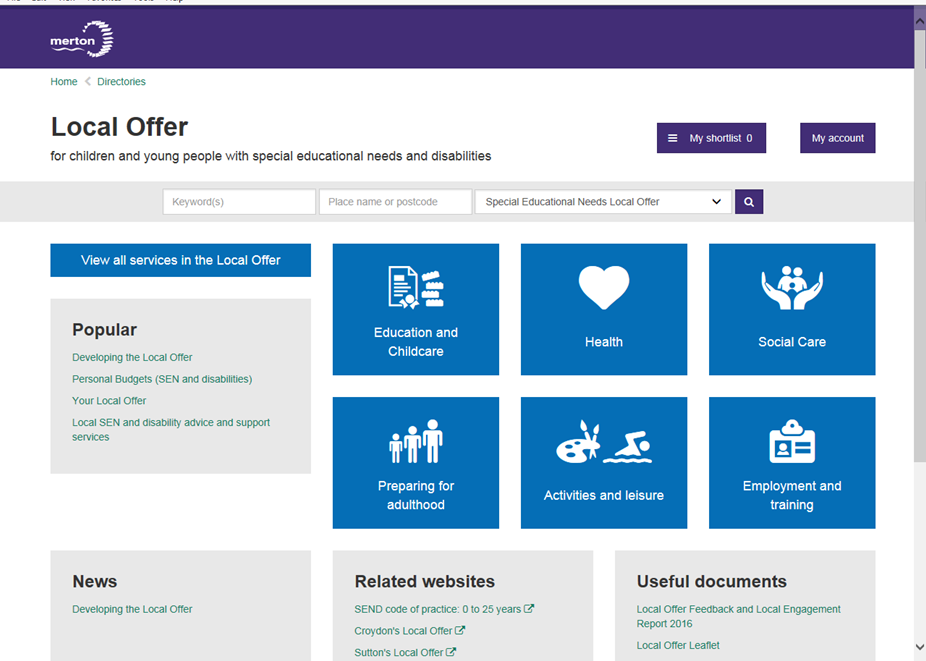 merton
Home
Directories
Local Offer
for children and young people with special educational needs and disabilities
My shortlist 0
My account
Keyword(s)
Place name or postcode
Special Educational Needs Local Offer
View all services in the Local Offer
Popular
Developing the Local Offer
Personal Budgets (SEN and disabilities)
Your Local Offer
Local SEN and disability advice and support
services
Education and
Childcare
Health
Social Care
Preparing for
adulthood
Activities and leisure
Employment and
training
News
Developing the Local Offer
Related websites
SEND code of practice: 0 to 25 years
Croydon's Local Offer
Sutton's Local Offer
Useful documents
Local Offer Feedback and Local Engagement
Report 2016
Local Offer Leaflet